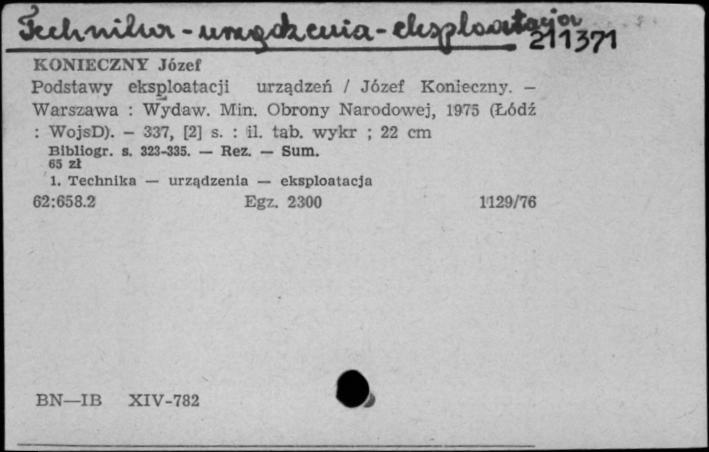 Technika - urządzenia - eksploatacja
211371
KONIECZNY Józef
Podstawy eksploatacji urządzeń / Józef Konieczny. —
Warszawa : Wydaw. Min. Obrony Narodowej, 1975 (Łódź
: WojsD). — 337, [2] s. : il. tab. wykr ; 22 cm
Bibliogr. s. 323-335. — Rez. — Sum.
65 zł
1. Technika — urządzenia — eksploatacja
62:658.2 Egz. 2300 1129/76
BN—IB XIV-782